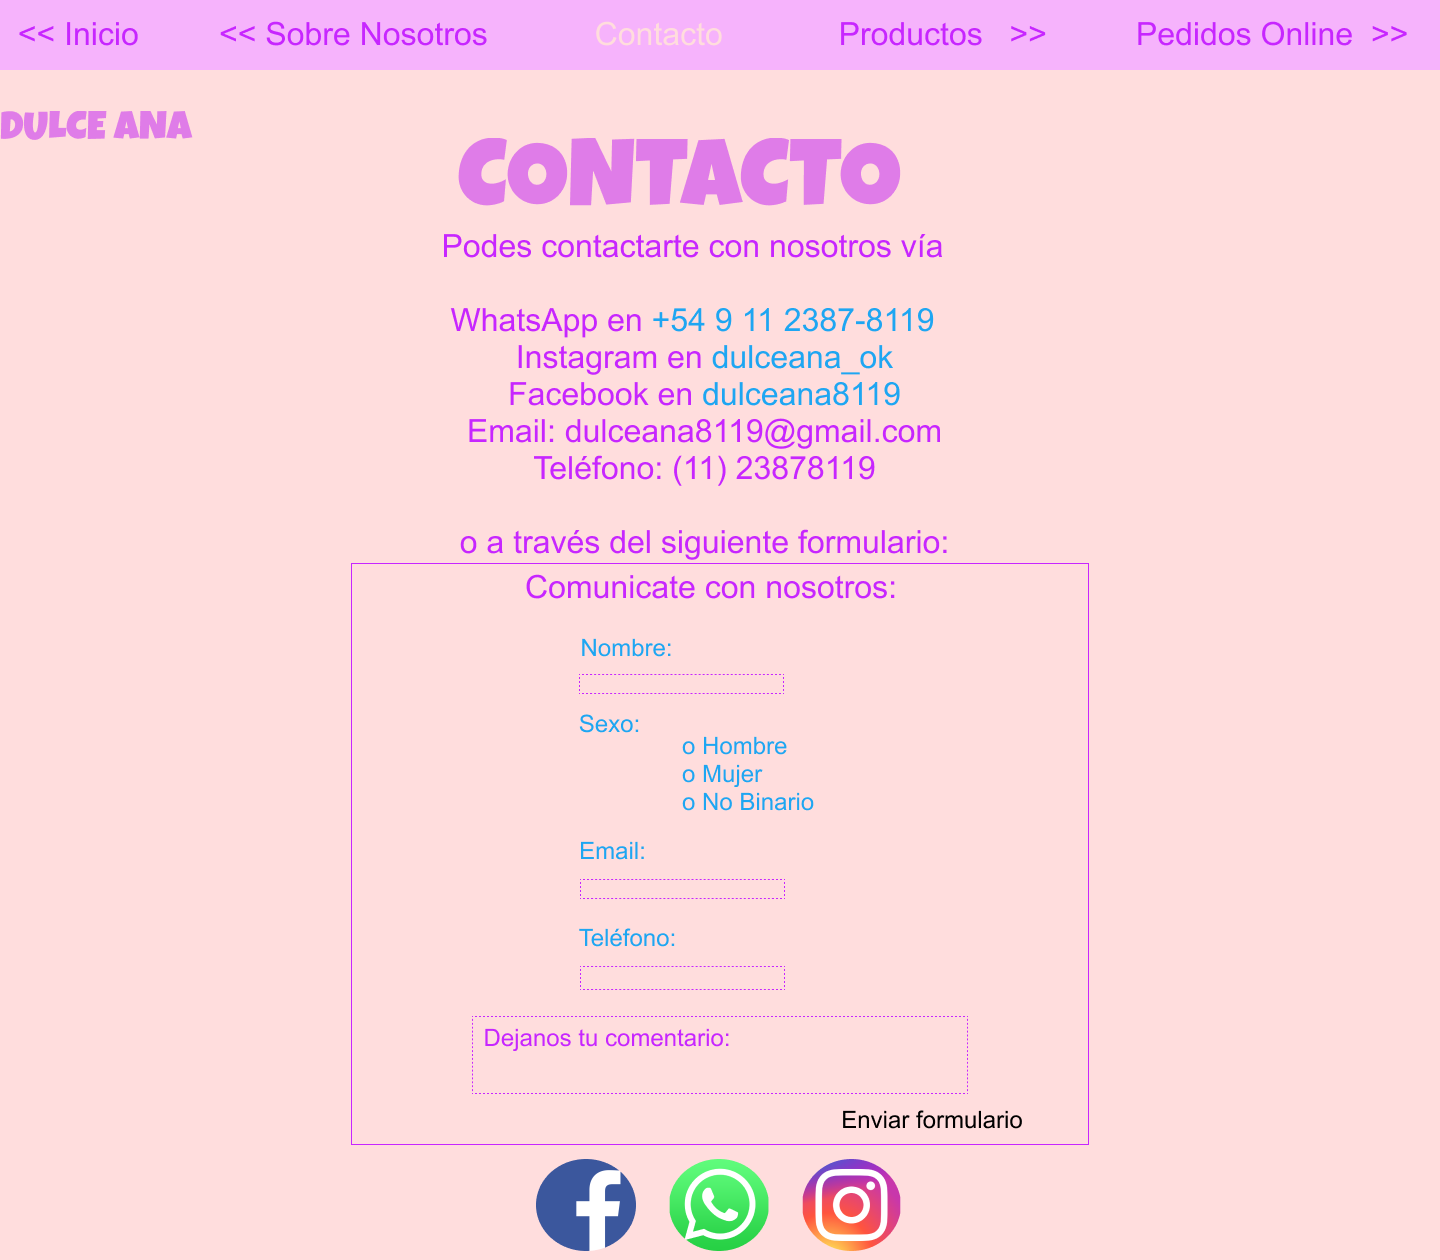 << Inicio << Sobre Nosotros Contacto Productos >> Pedidos Online >>
DULCE ANA
CONTACTO
Podes contactarte con nosotros vía
WhatsApp en +54 9 11 2387-8119
Instagram en dulceana_ok
Facebook en dulceana8119
Email: dulceana8119@gmail.com
Teléfono: (11) 23878119
o a través del siguiente formulario:
Comunicate con nosotros:
Nombre:
Sexo:
o Hombre
o Mujer
o No Binario
Email:
Teléfono:
Dejanos tu comentario:
Enviar formulario